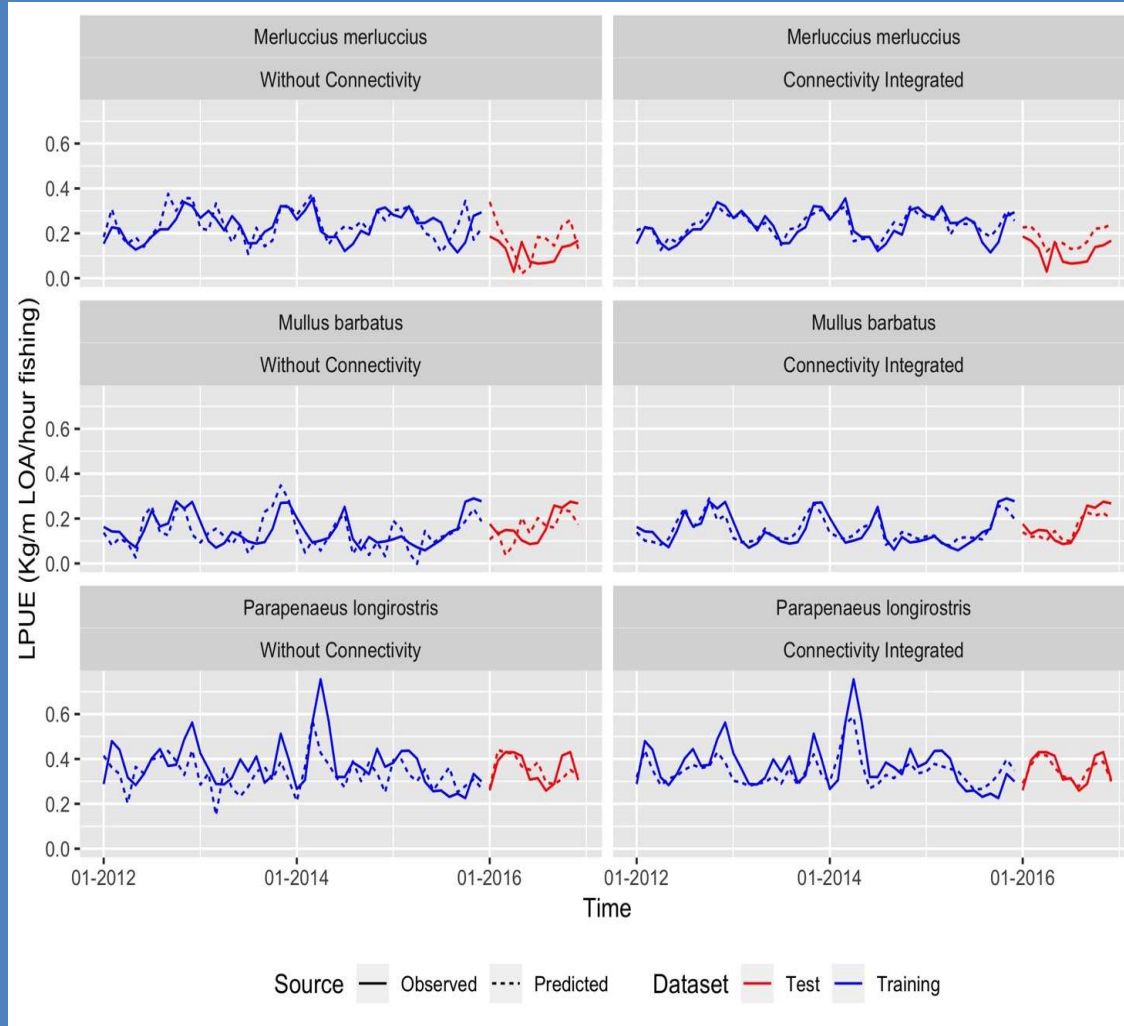 Merluccius merluccius
Merluccius merluccius
Without Connectivity
Connectivity Integrated
0.6
0.4
0.2
0.0
Mullus barbatus
Mullus barbatus
Without Connectivity
Connectivity Integrated
0.6
0.4
0.2
0.0
Parapenaeus longirostris
Parapenaeus longirostris
Without Connectivity
Connectivity Integrated
0.6
0.4
0.2
0.0
LPUE (Kg/m LOA/hour fishing)
01-2012 01-2014 01-2016 01-2012 01-2014 01-2016
Time
Source Observed Predicted Dataset Test Training